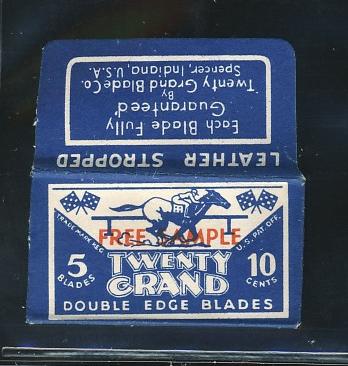 Each Blade Fully
Guaranteed
By
Twenty Grand Blade Co.
Spencer, Indiana, U.S.A.
LEATHER STROPPED
TRADE MARK REG.
U.S. PAT. OFF.
FREE SAMPLE
5
BLADES
TWENTY
GRAND
10
CENTS
DOUBLE EDGE BLADES